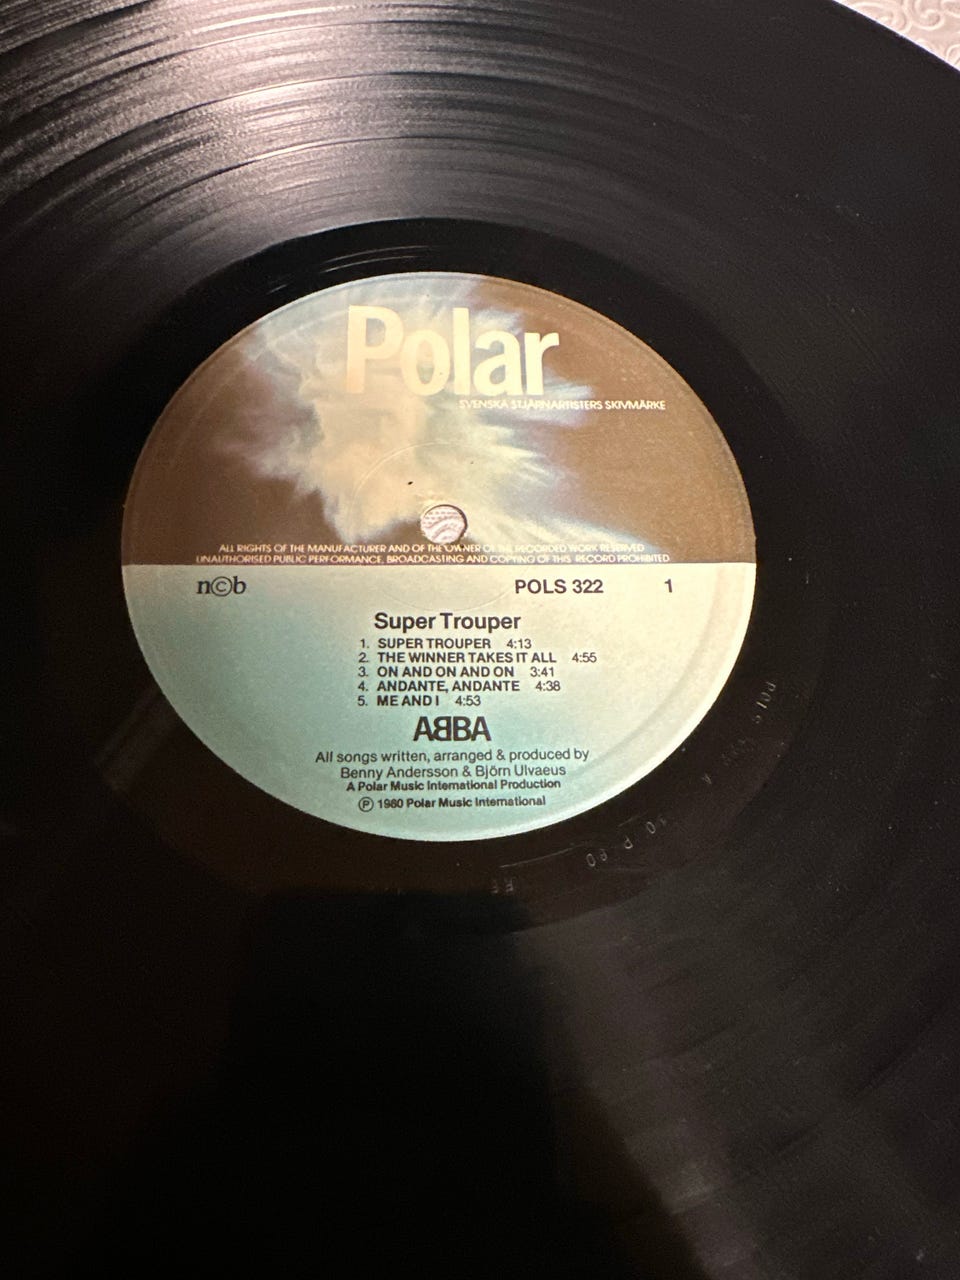 Polar
SVENSKA STJÄRNARTISTERS SKIVMÄRKE
ALL RIGHTS OF THE MANUFACTURER AND OF THE OWNER OF THE RECORDED WORK RESERVED
UNAUTHORISED PUBLIC PERFORMANCE, BROADCASTING AND COPYING OF THIS RECORD PROHIBITED
n©b POLS 322 1
Super Trouper
1. SUPER TROUPER 4:13
2. THE WINNER TAKES IT ALL 4:55
3. ON AND ON AND ON 3:41
4. ANDANTE, ANDANTE 4:38
5. ME AND I 4:53
ABBA
All songs written, arranged & produced by
Benny Andersson & Björn Ulvaeus
A Polar Music International Production
℗ 1980 Polar Music International
POLS